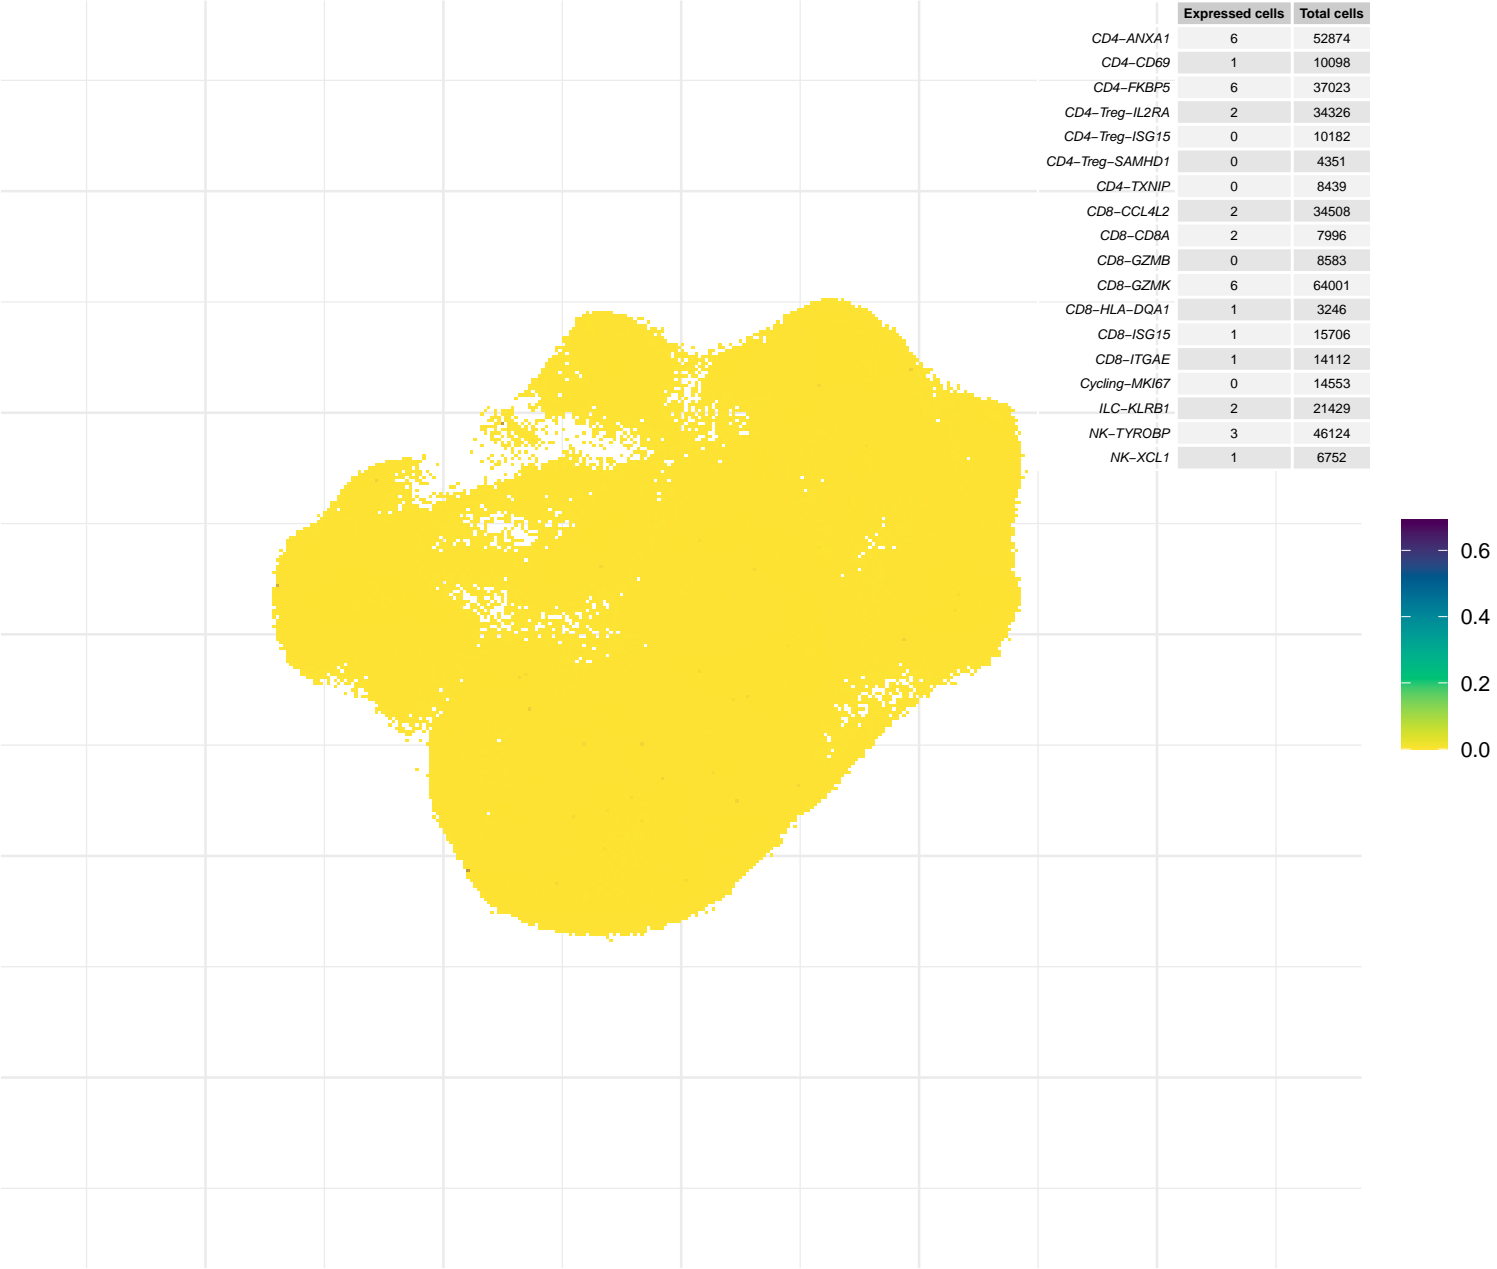 Expressed cells Total cells
CD4−ANXA1 6 52874
CD4−CD69 1 10098
CD4−FKBP5 6 37023
CD4−Treg−IL2RA 2 34326
CD4−Treg−ISG15 0 10182
CD4−Treg−SAMHD1 0 4351
CD4−TXNIP 0 8439
CD8−CCL4L2 2 34508
CD8−CD8A 2 7996
CD8−GZMB 0 8583
CD8−GZMK 6 64001
CD8−HLA−DQA1 1 3246
CD8−ISG15 1 15706
CD8−ITGAE 1 14112
Cycling−MKI67 0 14553
ILC−KLRB1 2 21429
NK−TYROBP 3 46124
NK−XCL1 1 6752
0.6
0.4
0.2
0.0